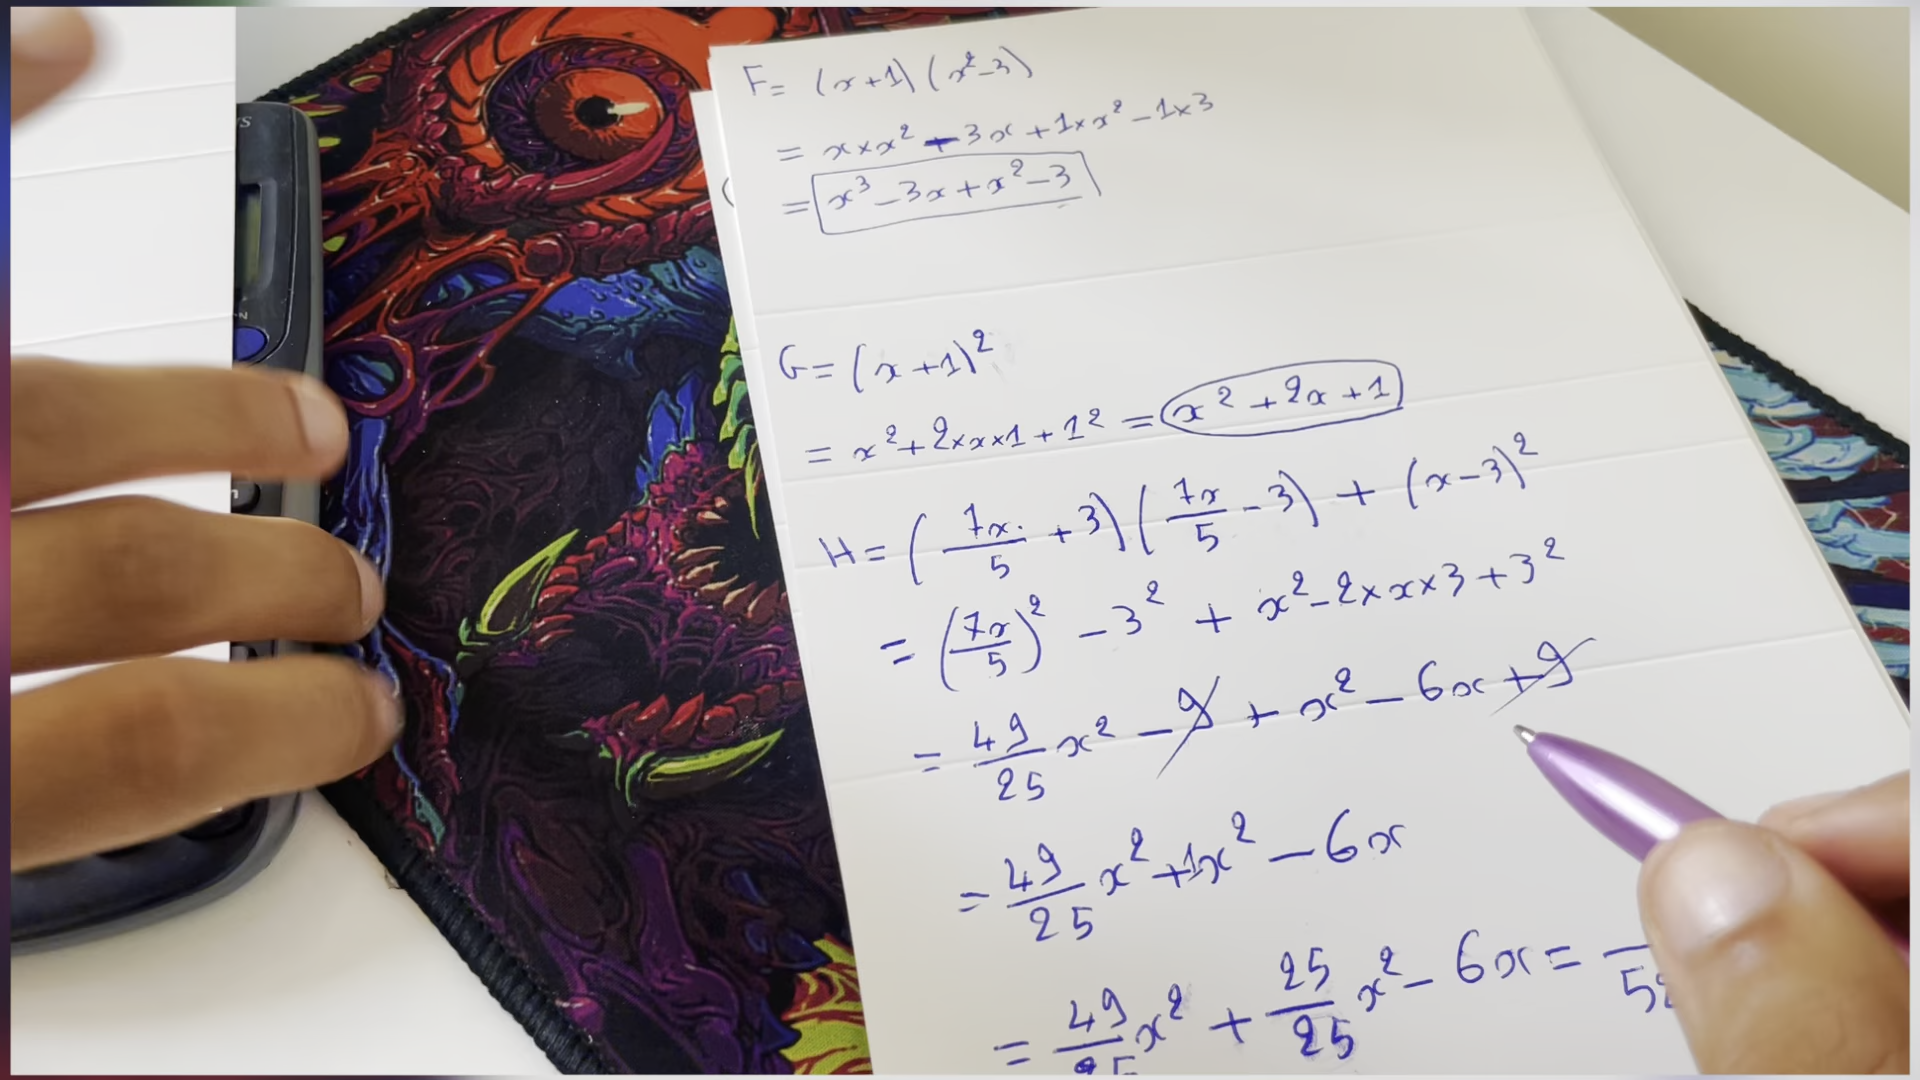 F= (x+1)(x²-3)
= x×x² - 3x + 1×x² - 1×3
= x³ - 3x + x² - 3
G= (x+1)²
= x² + 2×x×1 + 1² = x² + 2x + 1
H= (7x/5 + 3)(7x/5 - 3) + (x-3)²
= (7x/5)² - 3² + x² - 2×x×3 + 3²
= 49/25 x² - 9 + x² - 6x + 9
= 49/25 x² + 1x² - 6x
= 49/25 x² + 25/25 x² - 6x =